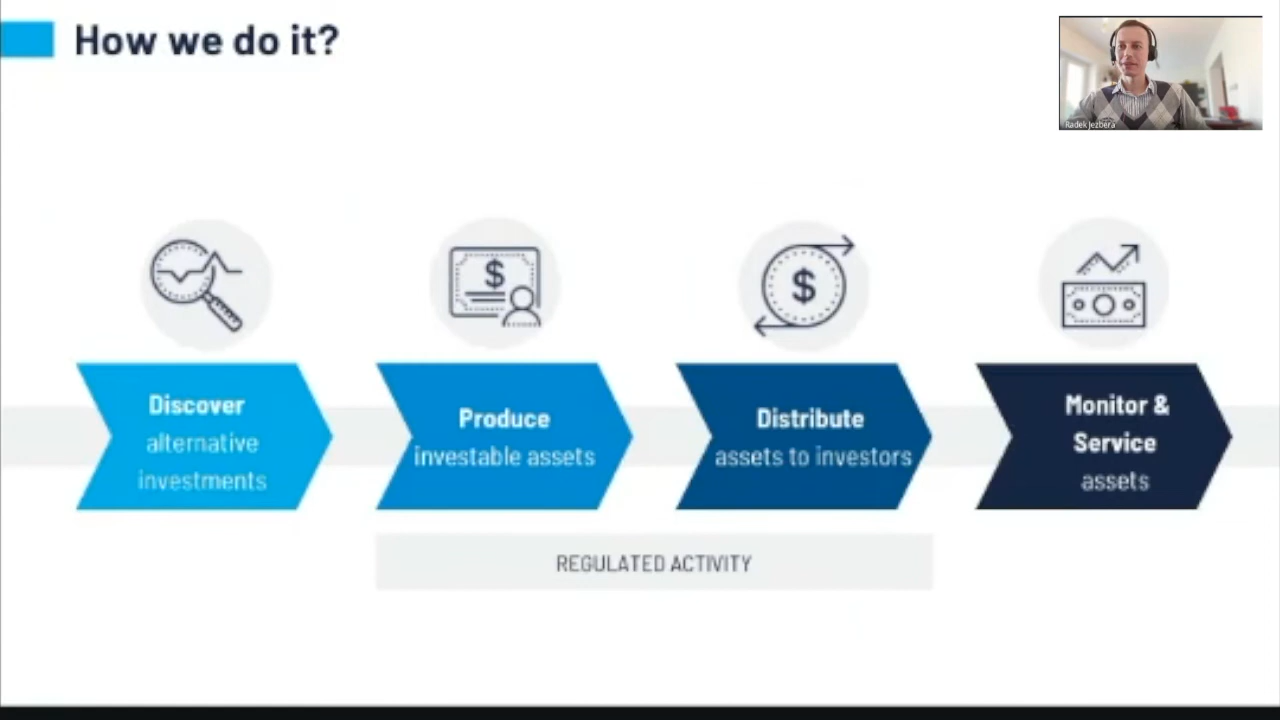 How we do it?
Radek Jezbera
$
$
Discover
alternative
investments
Produce
investable assets
Distribute
assets to investors
Monitor &
Service
assets
REGULATED ACTIVITY